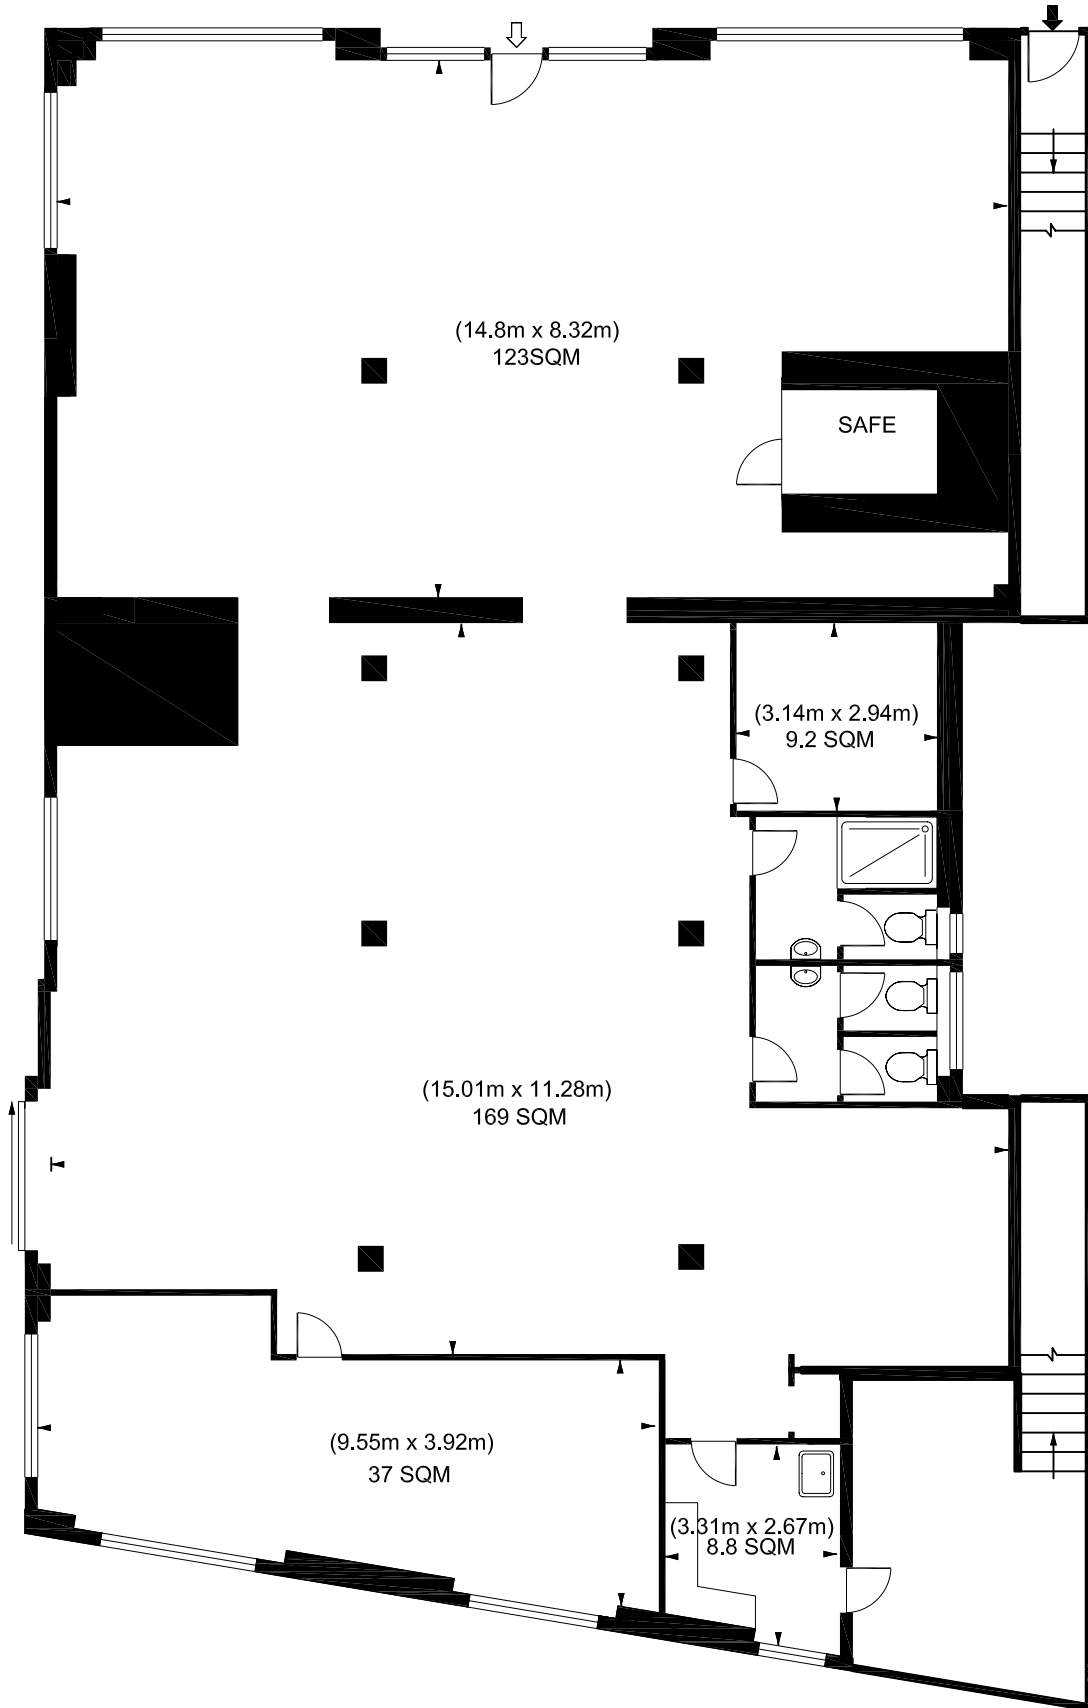 (14.8m x 8.32m)
123SQM
SAFE
(3.14m x 2.94m)
9.2 SQM
(15.01m x 11.28m)
169 SQM
(9.55m x 3.92m)
37 SQM
(3.31m x 2.67m)
8.8 SQM